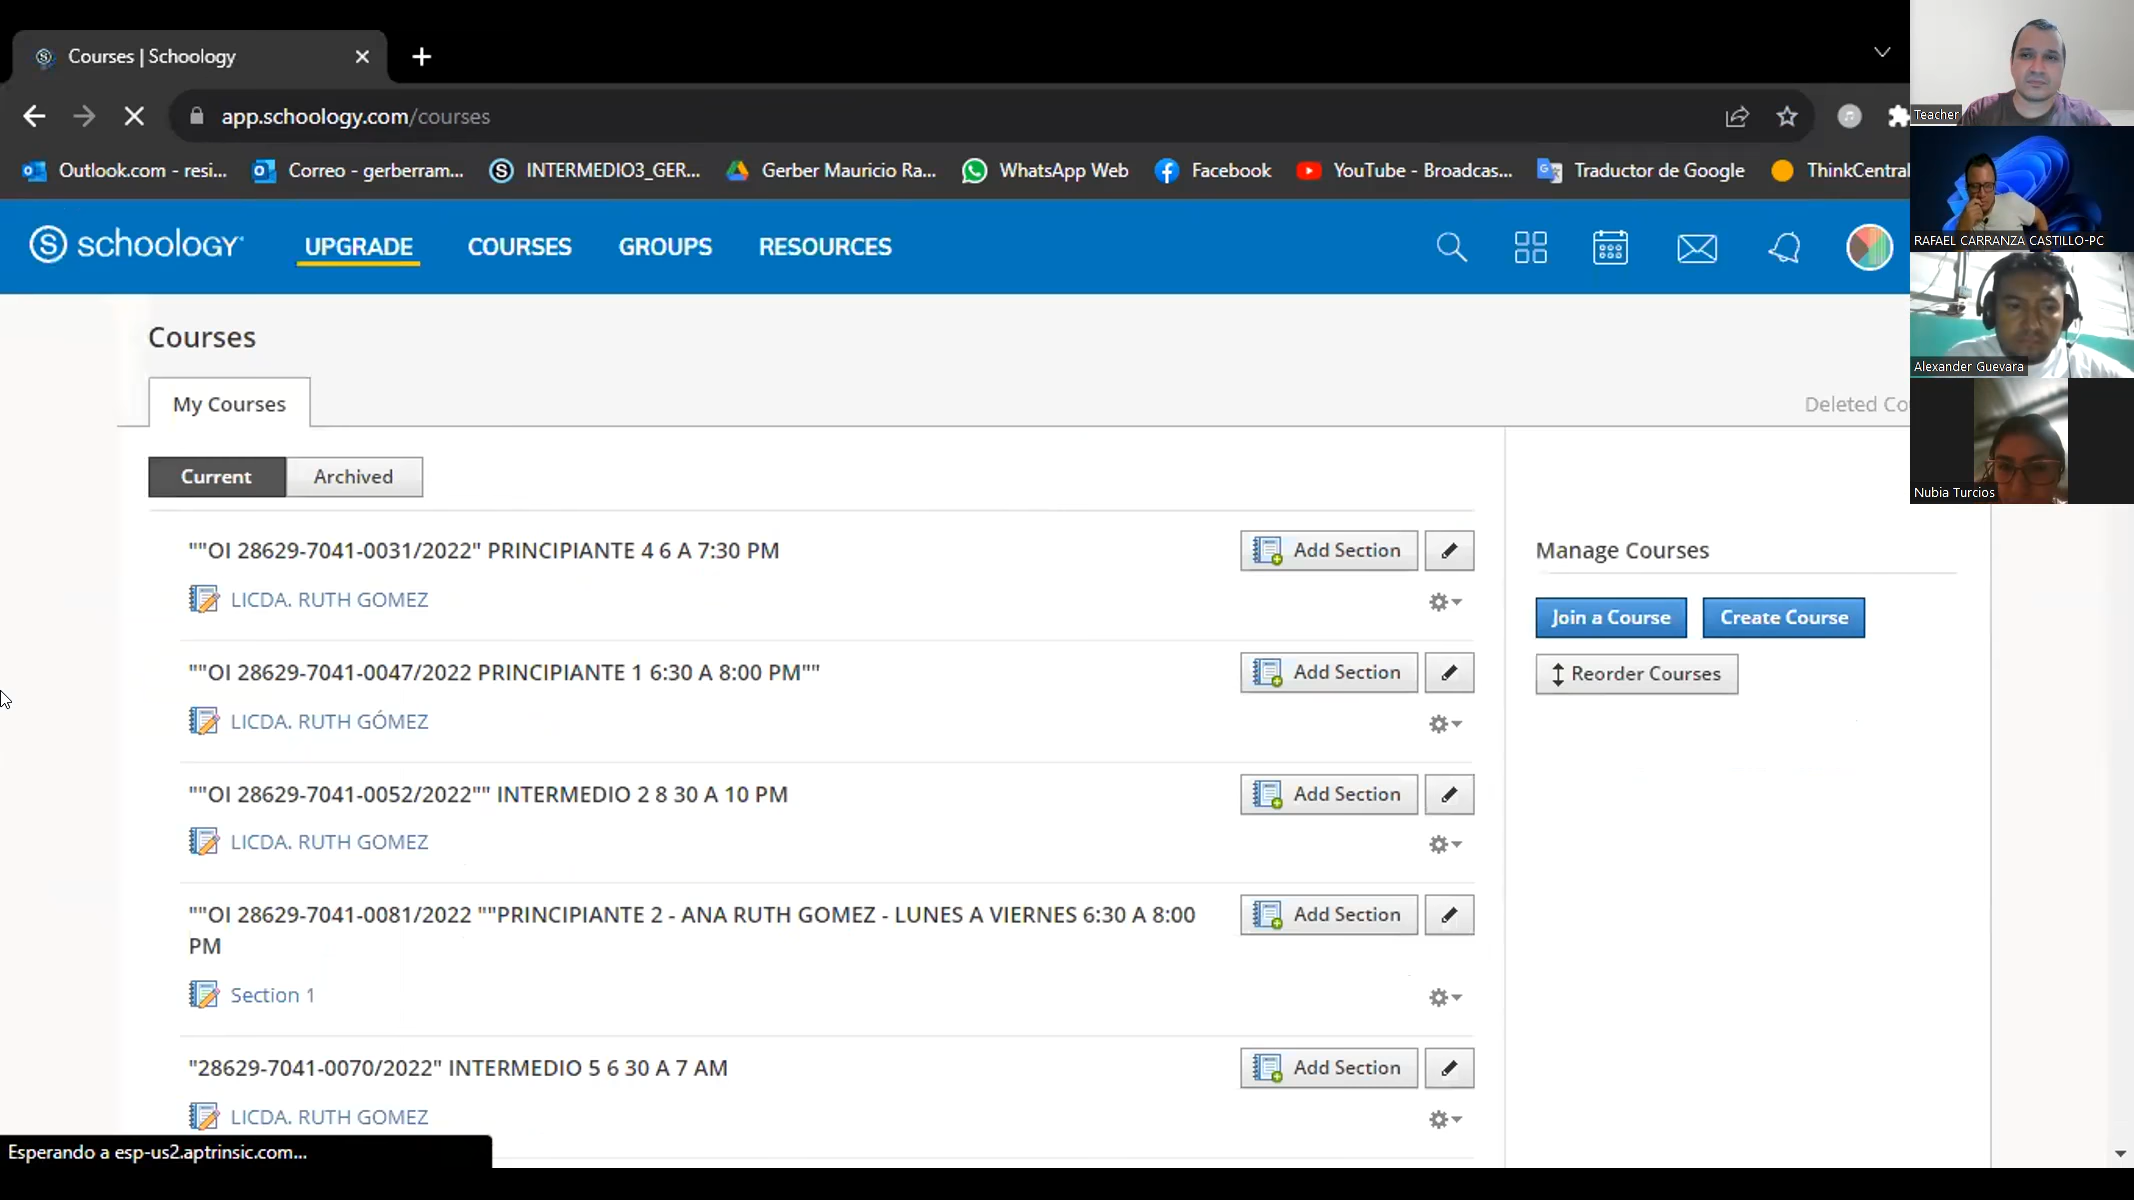 Courses | Schoology
app.schoology.com/courses
Outlook.com - resi...
Correo - gerberram...
INTERMEDIO3_GER...
Gerber Mauricio Ra...
WhatsApp Web
Facebook
YouTube - Broadcas...
Traductor de Google
ThinkCentral
schoology
UPGRADE
COURSES
GROUPS
RESOURCES
Teacher
RAFAEL CARRANZA CASTILLO-PC
Alexander Guevara
Nubia Turcios
Courses
My Courses
Deleted Co
Current
Archived
""OI 28629-7041-0031/2022" PRINCIPIANTE 4 6 A 7:30 PM
Add Section
LICDA. RUTH GOMEZ
""OI 28629-7041-0047/2022 PRINCIPIANTE 1 6:30 A 8:00 PM""
Add Section
LICDA. RUTH GÓMEZ
""OI 28629-7041-0052/2022"" INTERMEDIO 2 8 30 A 10 PM
Add Section
LICDA. RUTH GOMEZ
""OI 28629-7041-0081/2022 ""PRINCIPIANTE 2 - ANA RUTH GOMEZ - LUNES A VIERNES 6:30 A 8:00
PM
Add Section
Section 1
"28629-7041-0070/2022" INTERMEDIO 5 6 30 A 7 AM
Add Section
LICDA. RUTH GOMEZ
Manage Courses
Join a Course
Create Course
Reorder Courses
Esperando a esp-us2.aptrinsic.com...